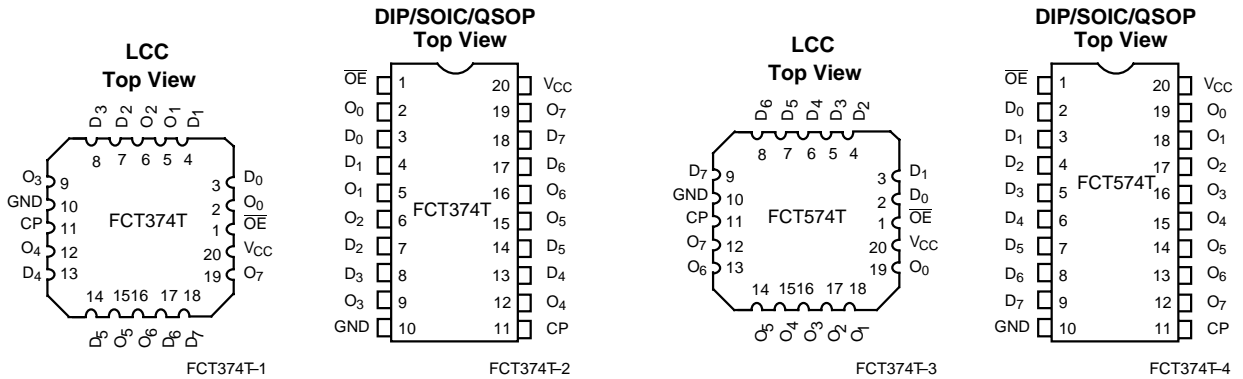 LCC
Top View
D3 D2 O2 O1 D1
8 7 6 5 4
O3 9 3 D0
GND 10 2 O0
CP 11 FCT374T 1 OE
O4 12 20 VCC
D4 13 19 O7
14 15 16 17 18
D5 O5 O6 D6 D7
FCT374T–1
DIP/SOIC/QSOP
Top View
OE 1 20 VCC
O0 2 19 O7
D0 3 18 D7
D1 4 17 D6
O1 5 16 O6
FCT374T
O2 6 15 O5
D2 7 14 D5
D3 8 13 D4
O3 9 12 O4
GND 10 11 CP
FCT374T–2
LCC
Top View
D6 D5 D4 D3 D2
8 7 6 5 4
D7 9 3 D1
GND 10 2 D0
CP 11 FCT574T 1 OE
O7 12 20 VCC
O6 13 19 O0
14 15 16 17 18
O5 O4 O3 O2 O1
FCT374T–3
DIP/SOIC/QSOP
Top View
OE 1 20 VCC
D0 2 19 O0
D1 3 18 O1
D2 4 17 O2
D3 5 16 O3
FCT574T
D4 6 15 O4
D5 7 14 O5
D6 8 13 O6
D7 9 12 O7
GND 10 11 CP
FCT374T–4